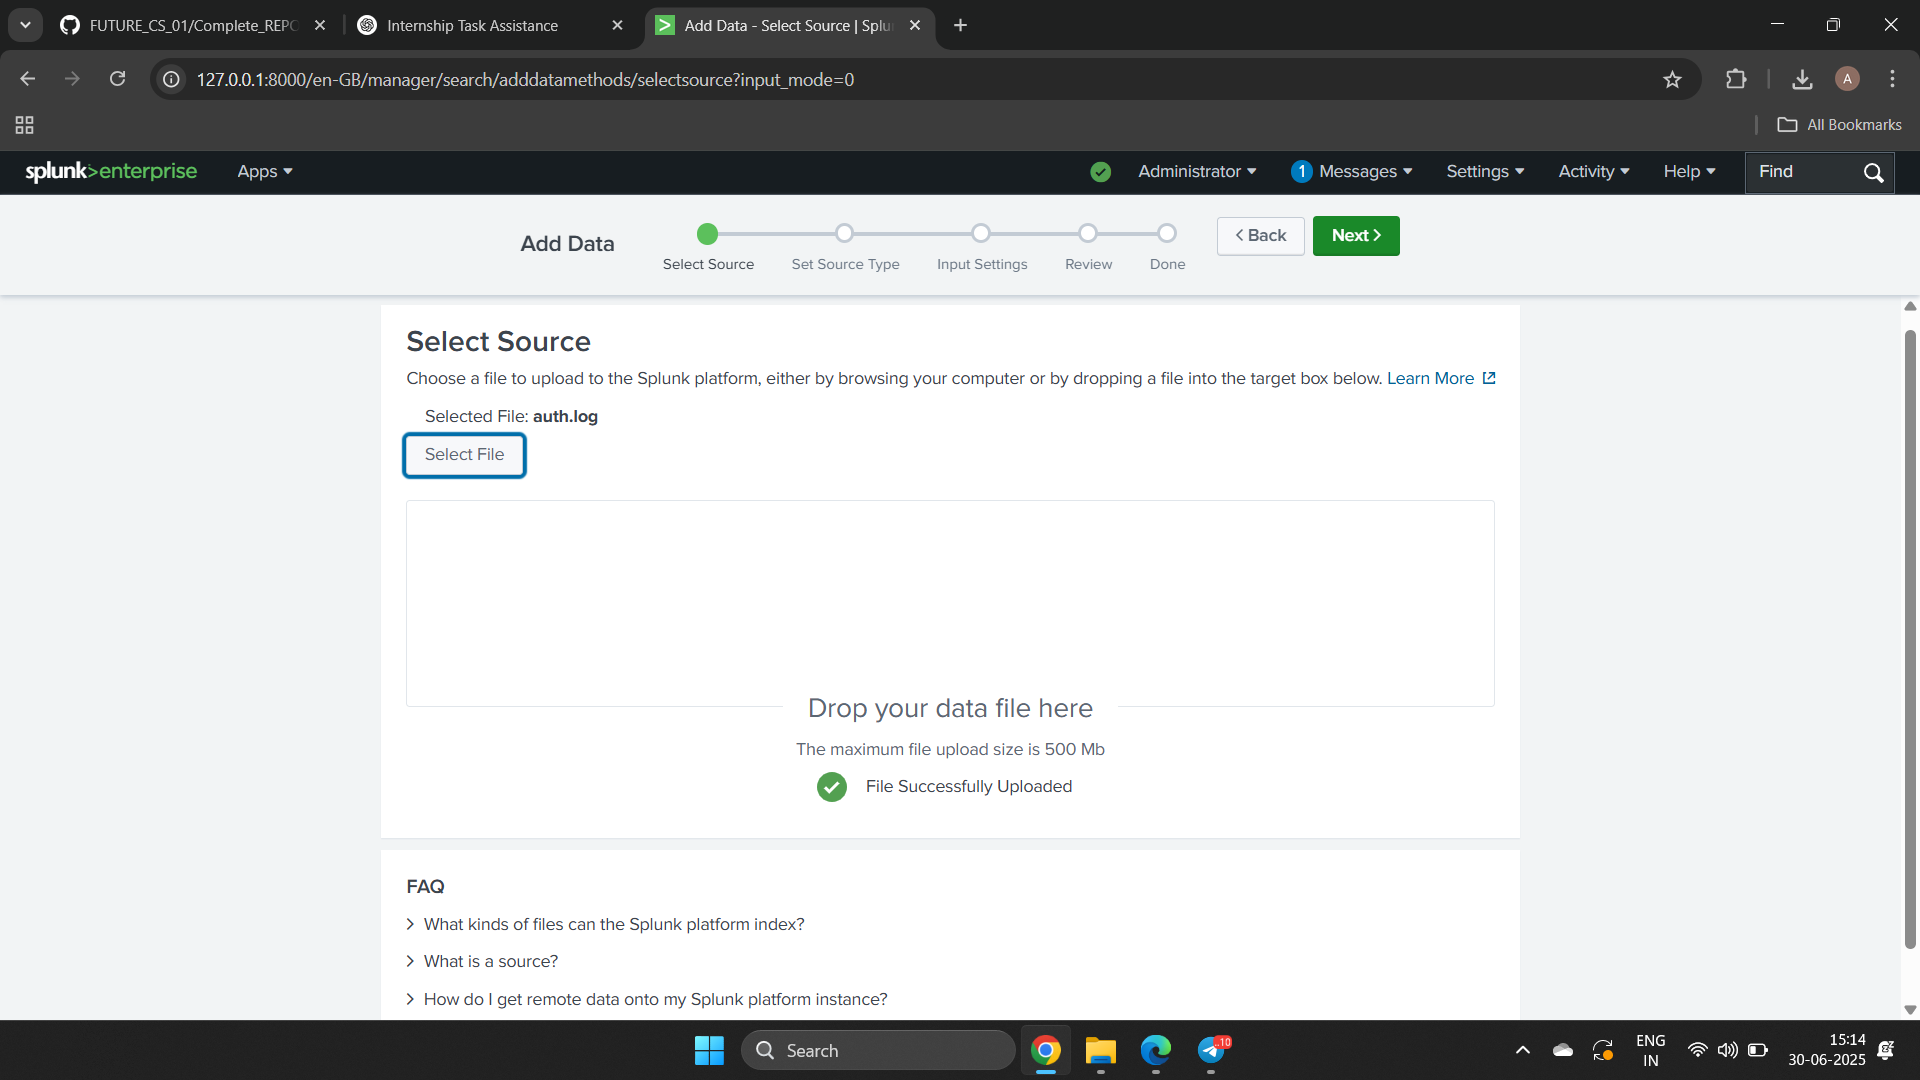 FUTURE_CS_01/Complete_REPO
Internship Task Assistance
Add Data - Select Source | Splu
127.0.0.1:8000/en-GB/manager/search/adddatamethods/selectsource?input_mode=0
A
All Bookmarks
splunk>enterprise
Apps
Administrator
1 Messages
Settings
Activity
Help
Find
Add Data
Select Source
Set Source Type
Input Settings
Review
Done
< Back
Next >
Select Source
Choose a file to upload to the Splunk platform, either by browsing your computer or by dropping a file into the target box below. Learn More
Selected File: auth.log
Select File
Drop your data file here
The maximum file upload size is 500 Mb
File Successfully Uploaded
FAQ
> What kinds of files can the Splunk platform index?
> What is a source?
> How do I get remote data onto my Splunk platform instance?
Search
10
ENG
IN
15:14
30-06-2025